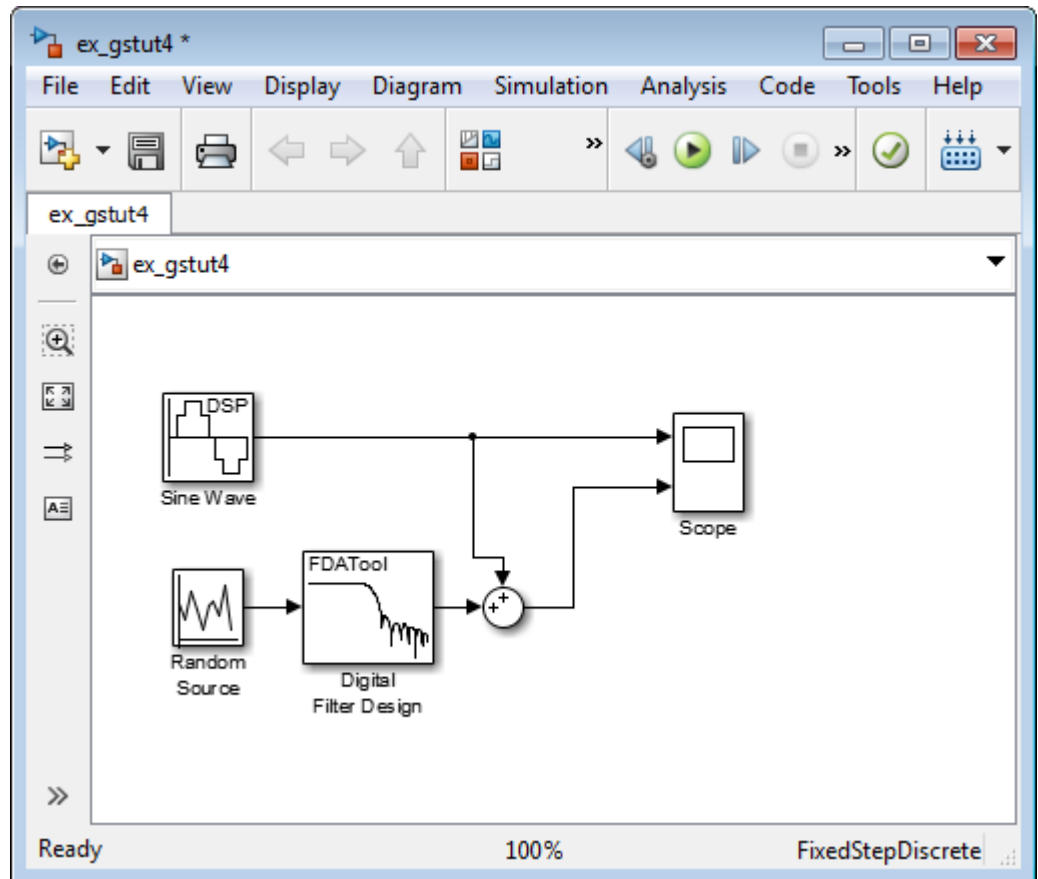 ex_gstut4 *
File Edit View Display Diagram Simulation Analysis Code Tools Help
ex_gstut4
ex_gstut4
DSP
Sine Wave
Scope
FDATool
Random
Source
Digital
Filter Design
Ready 100% FixedStepDiscrete